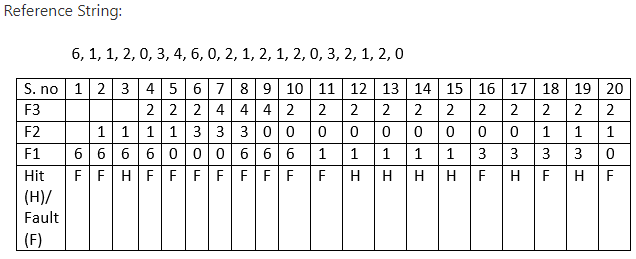 Reference String:
6, 1, 1, 2, 0, 3, 4, 6, 0, 2, 1, 2, 1, 2, 0, 3, 2, 1, 2, 0
S. no 1 2 3 4 5 6 7 8 9 10 11 12 13 14 15 16 17 18 19 20
F3 2 2 2 4 4 4 2 2 2 2 2 2 2 2 2 2 2
F2 1 1 1 1 3 3 3 0 0 0 0 0 0 0 0 0 1 1 1
F1 6 6 6 6 0 0 0 6 6 6 1 1 1 1 1 3 3 3 3 0
Hit F F H F F F F F F F F H H H H F H F H F
(H)/
Fault
(F)